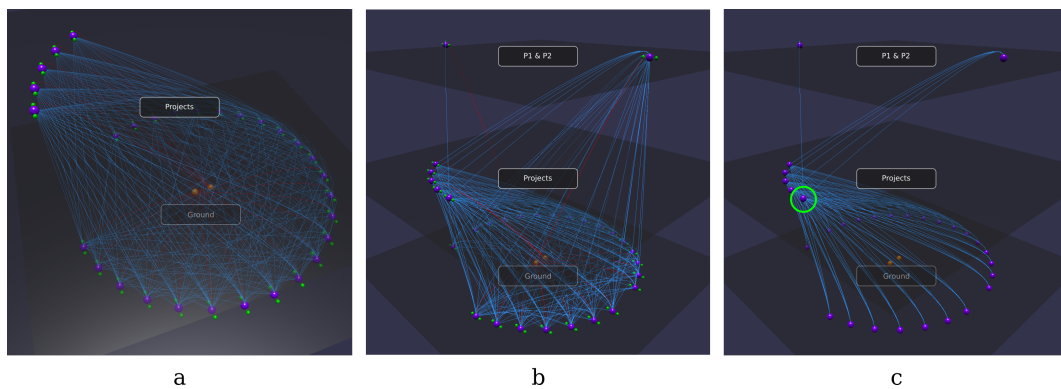 Projects
Ground
P1 & P2
Projects
Ground
P1 & P2
Projects
Ground
a
b
c